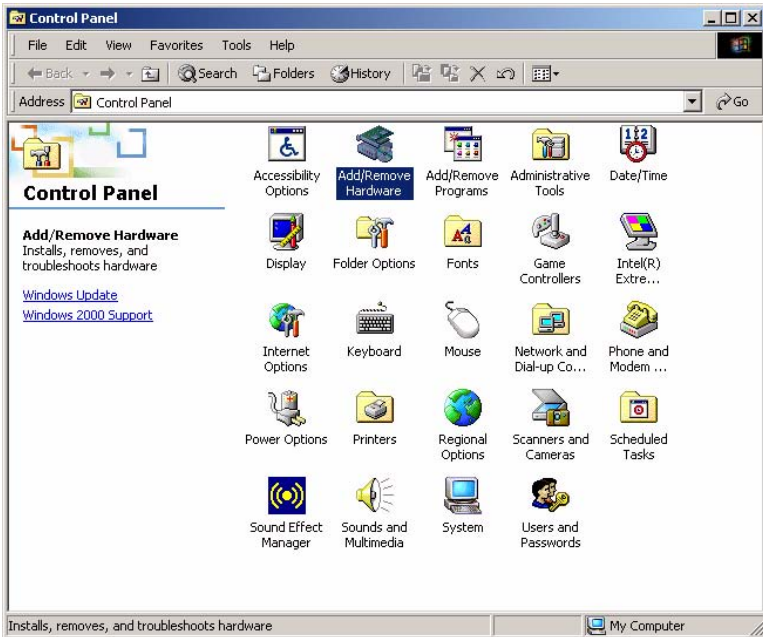 Control Panel
File Edit View Favorites Tools Help
Back Search Folders History
Address Control Panel Go
Control Panel
Add/Remove Hardware
Installs, removes, and
troubleshoots hardware
Windows Update
Windows 2000 Support
Accessibility
Options
Add/Remove
Hardware
Add/Remove
Programs
Administrative
Tools
Date/Time
Display
Folder Options
Fonts
Game
Controllers
Intel(R)
Extre...
Internet
Options
Keyboard
Mouse
Network and
Dial-up Co...
Phone and
Modem ...
Power Options
Printers
Regional
Options
Scanners and
Cameras
Scheduled
Tasks
Sound Effect
Manager
Sounds and
Multimedia
System
Users and
Passwords
Installs, removes, and troubleshoots hardware
My Computer